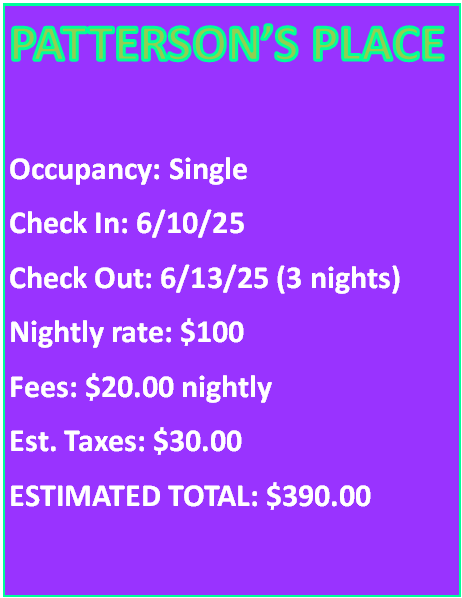 PATTERSON’S PLACE
Occupancy: Single
Check In: 6/10/25
Check Out: 6/13/25 (3 nights)
Nightly rate: $100
Fees: $20.00 nightly
Est. Taxes: $30.00
ESTIMATED TOTAL: $390.00